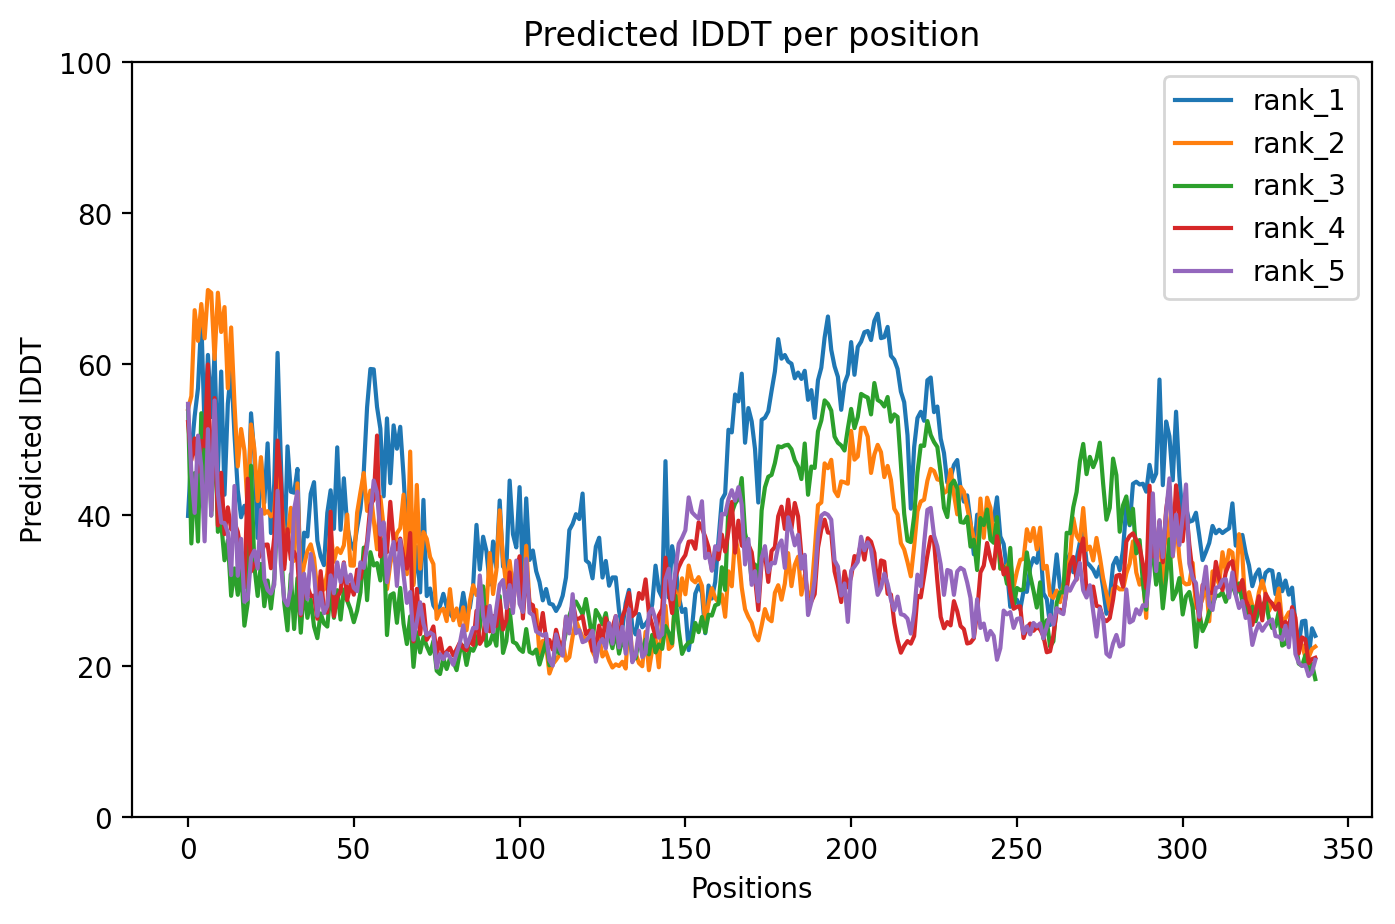 Predicted lDDT per position
100
80
60
40
20
0
Predicted lDDT
0 50 100 150 200 250 300 350
Positions
rank_1
rank_2
rank_3
rank_4
rank_5